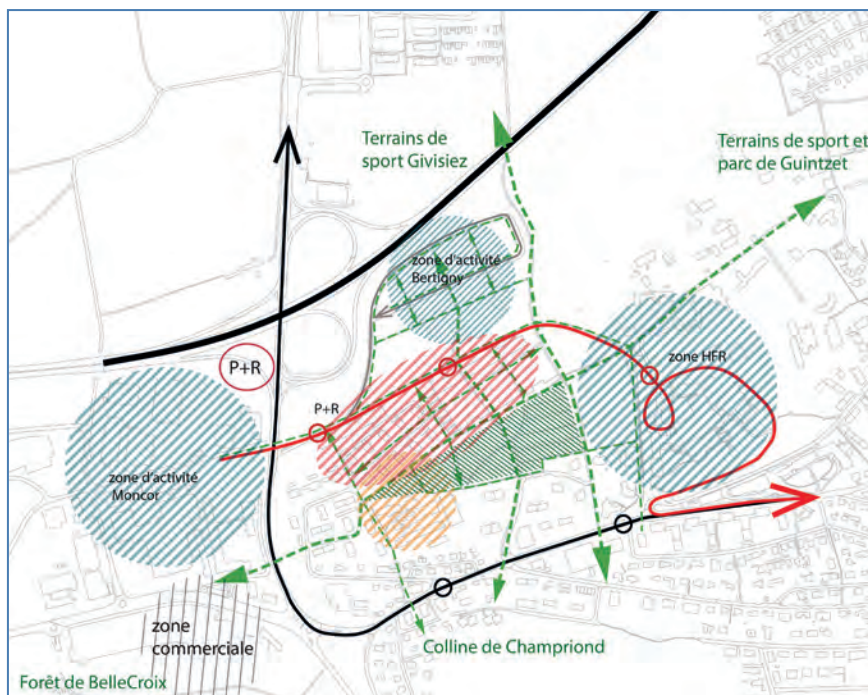 Terrains de
sport Givisiez
Terrains de sport et
parc de Guintzet
zone d'activité
Bertigny
P+R
zone HFR
P+R
zone d'activité
Moncor
zone
commerciale
Colline de Champriond
Forêt de BelleCroix